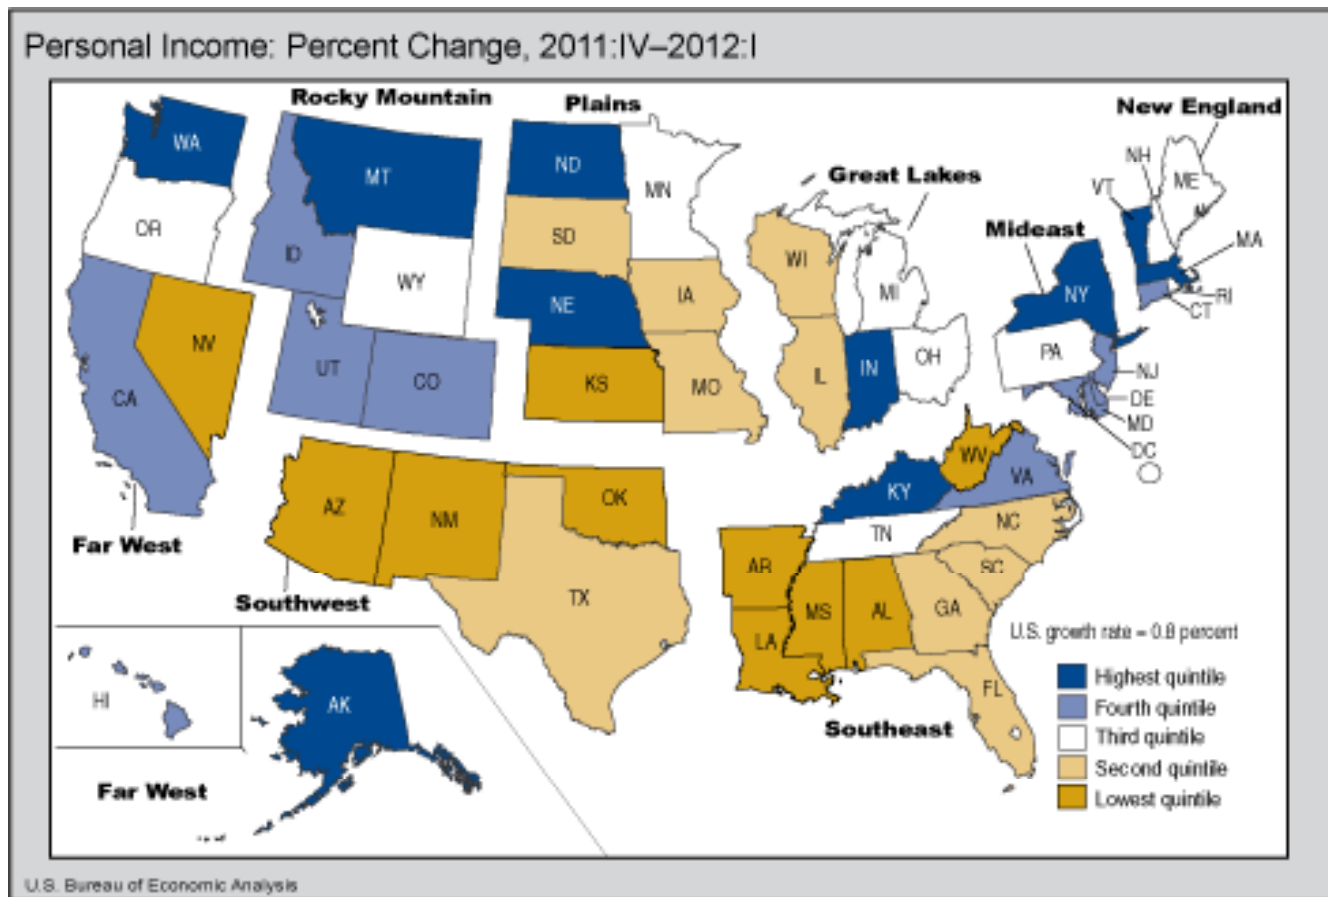 Personal Income: Percent Change, 2011:IV–2012:I
Rocky Mountain
Plains
New England
WA
MT
ND
MN
Great Lakes
NH
ME
VT
OR
ID
WY
SD
WI
MI
Mideast
MA
NV
UT
CO
NE
IA
IL
IN
OH
NY
PA
RI
CT
CA
KS
MO
NJ
DE
MD
DC
Far West
AZ
NM
OK
KY
WV
VA
TN
NC
Southwest
TX
AR
MS
AL
GA
SC
LA
U.S. growth rate = 0.8 percent
HI
AK
FL
Southeast
Highest quintile
Fourth quintile
Third quintile
Second quintile
Lowest quintile
Far West
U.S. Bureau of Economic Analysis